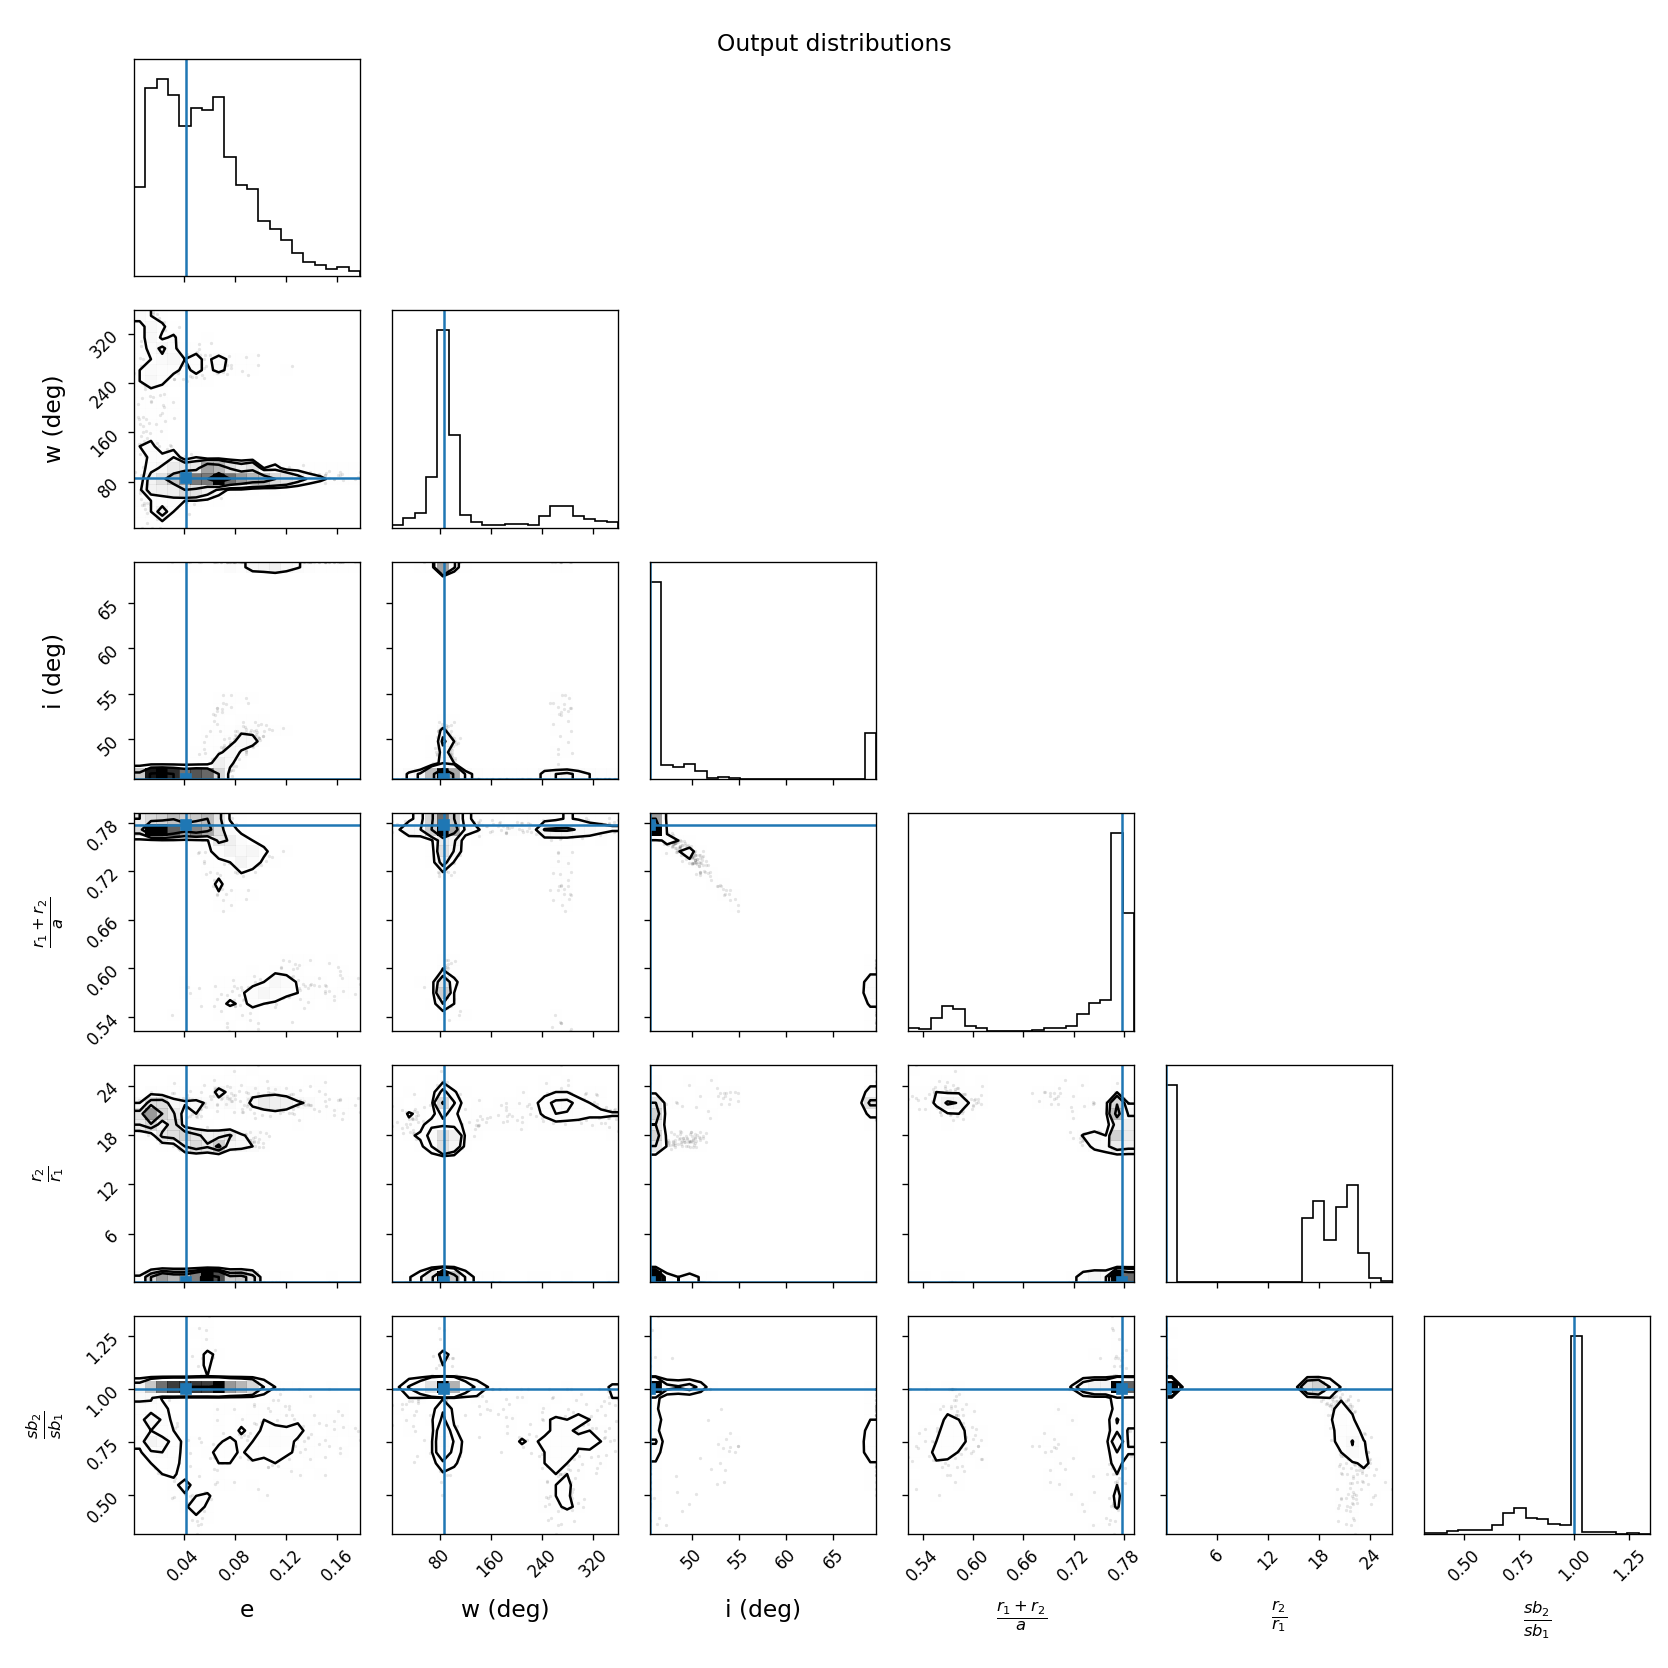 Output distributions
320
240
160
80
w (deg)
65
60
55
50
i (deg)
0.78
0.72
0.66
0.60
0.54
r₁ + r₂
a
24
18
12
6
r₂
r₁
1.25
1.00
0.75
0.50
sb₂
sb₁
0.04 0.08 0.12 0.16
80 160 240 320
50 55 60 65
0.54 0.60 0.66 0.72 0.78
6 12 18 24
0.50 0.75 1.00 1.25
e
w (deg)
i (deg)
r₁ + r₂
a
r₂
r₁
sb₂
sb₁